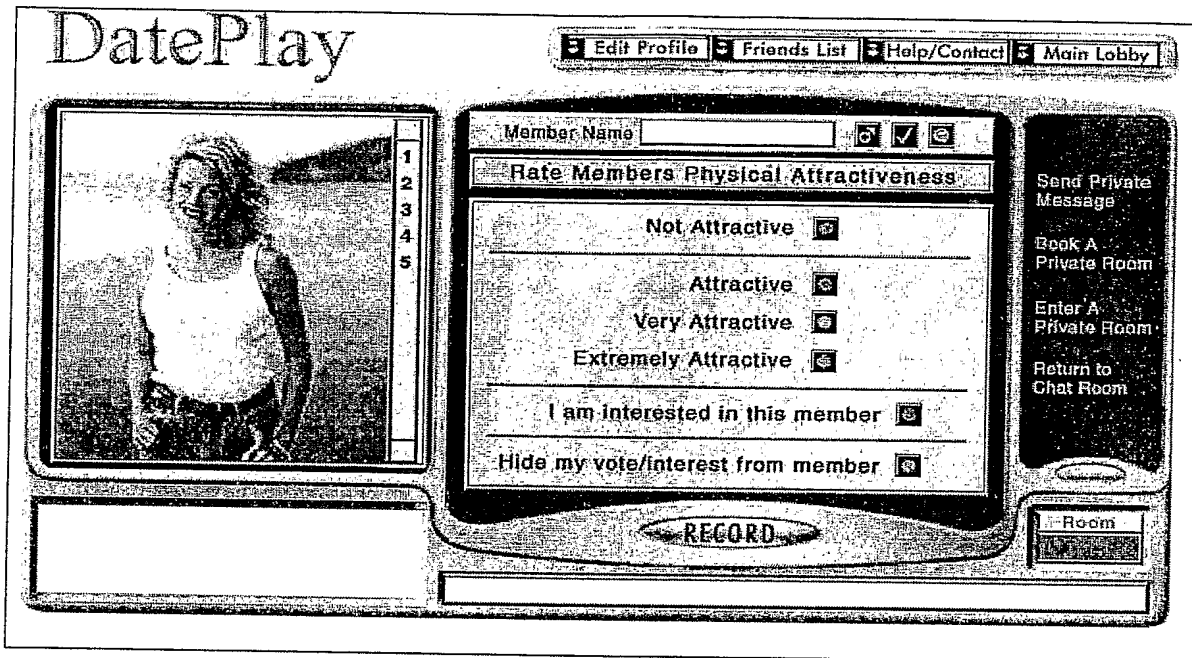 DatePlay
Edit Profile
Friends List
Help/Contact
Main Lobby
1
2
3
4
5
Member Name
Rate Members Physical Attractiveness
Not Attractive
Attractive
Very Attractive
Extremely Attractive
I am interested in this member
Hide my vote/interest from member
RECORD
Send Private
Message
Book A
Private Room
Enter A
Private Room
Return to
Chat Room
Room